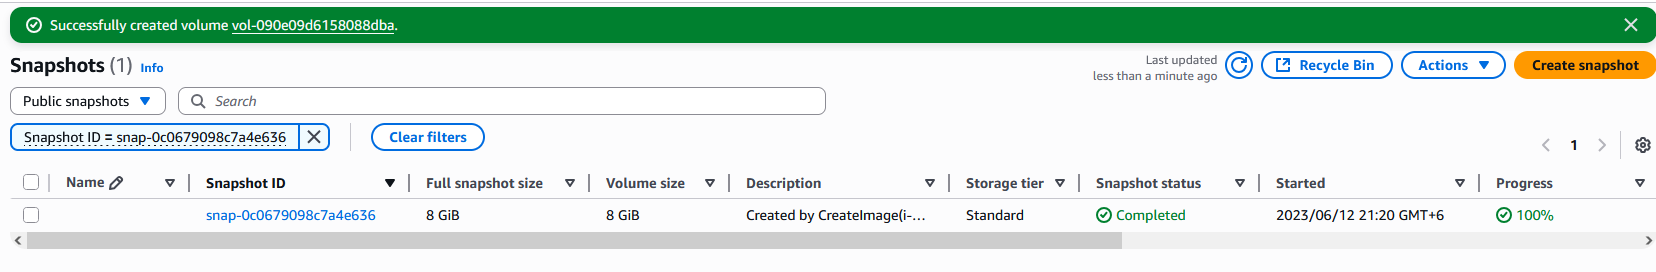 Successfully created volume vol-090e09d6158088dba.
Snapshots (1) Info
Last updated
less than a minute ago
Recycle Bin
Actions
Create snapshot
Public snapshots
Search
Snapshot ID = snap-0c0679098c7a4e636
Clear filters
1
Name Snapshot ID Full snapshot size Volume size Description Storage tier Snapshot status Started Progress
snap-0c0679098c7a4e636 8 GiB 8 GiB Created by CreateImage(i-... Standard Completed 2023/06/12 21:20 GMT+6 100%